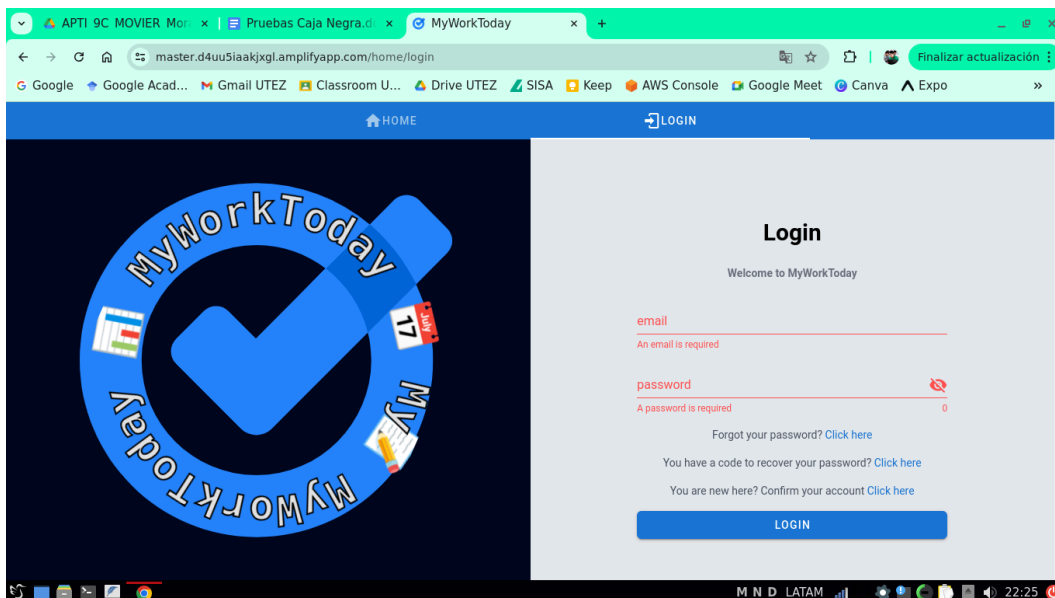 APTI 9C MOVIER Mor
Pruebas Caja Negra.d
MyWorkToday
master.d4uu5iaakjxgl.amplifyapp.com/home/login
Finalizar actualización
Google
Google Acad...
Gmail UTEZ
Classroom U...
Drive UTEZ
SISA
Keep
AWS Console
Google Meet
Canva
Expo
»
HOME
LOGIN
MyWorkToday
July
17
MyWorkToday
My
Login
Welcome to MyWorkToday
email
An email is required
password
A password is required
0
Forgot your password? Click here
You have a code to recover your password? Click here
You are new here? Confirm your account Click here
LOGIN
M N D LATAM
22:25